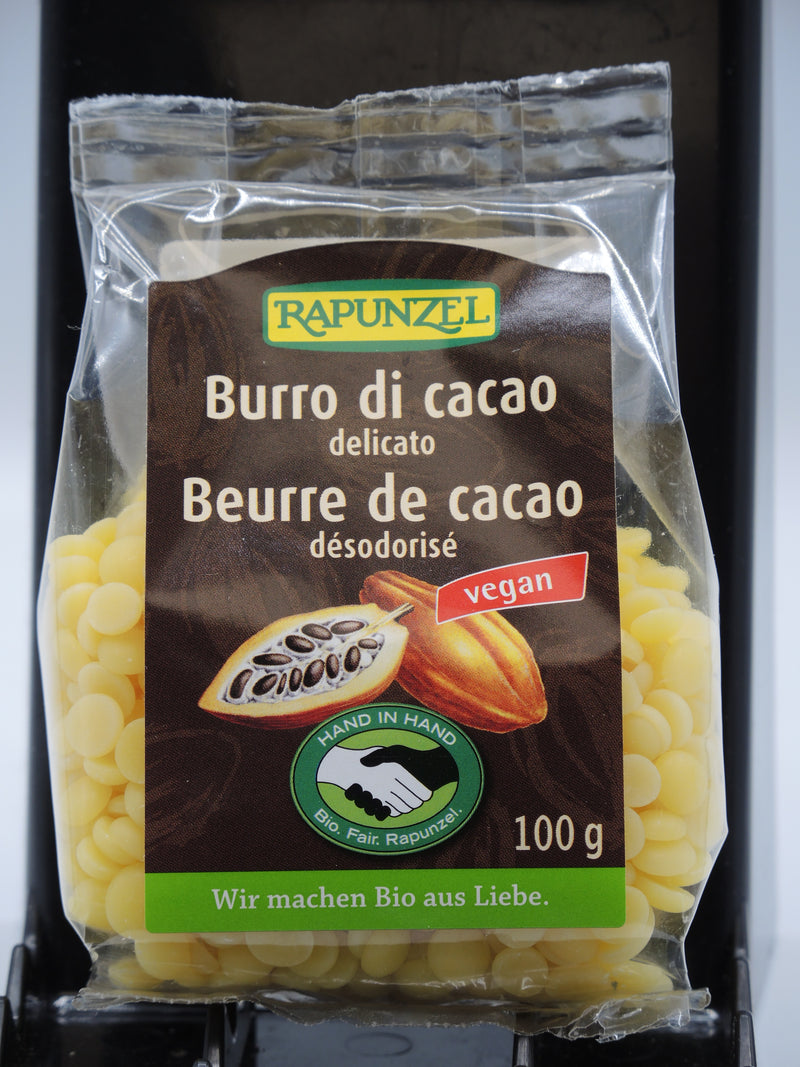 RAPUNZEL
Burro di cacao
delicato
Beurre de cacao
désodorisé
vegan
HAND IN HAND
Bio. Fair. Rapunzel.
100 g
Wir machen Bio aus Liebe.